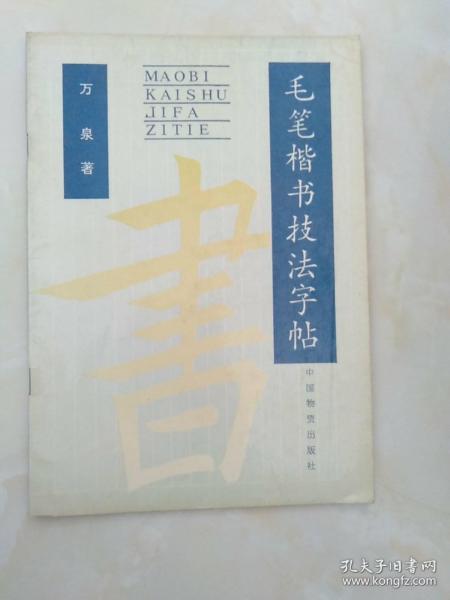 万泉著
MAOBI
KAISHU
JIFA
ZITIE
毛笔楷书技法字帖
書
中国物资出版社
孔夫子旧书网
www.kongfz.com